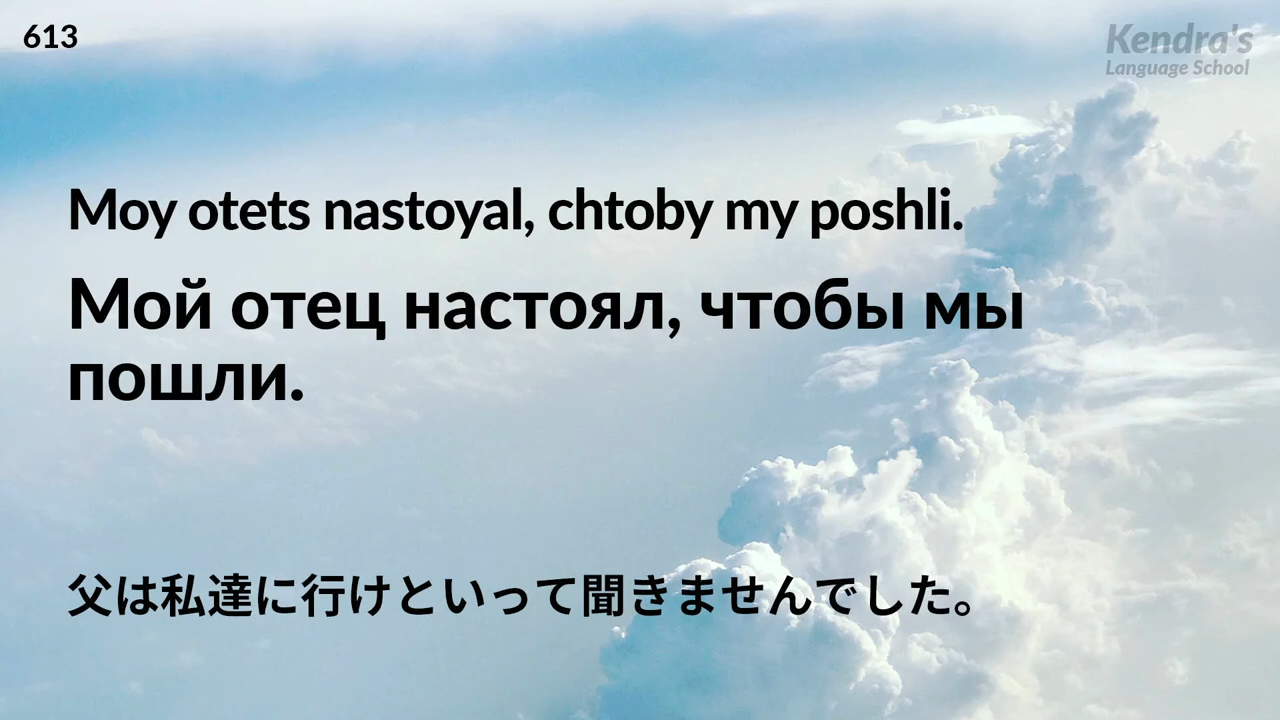 613
Kendra's
Language School
Moy otets nastoyal, chtoby my poshli.
Мой отец настоял, чтобы мы
пошли.
父は私達に行けといって聞きませんでした。